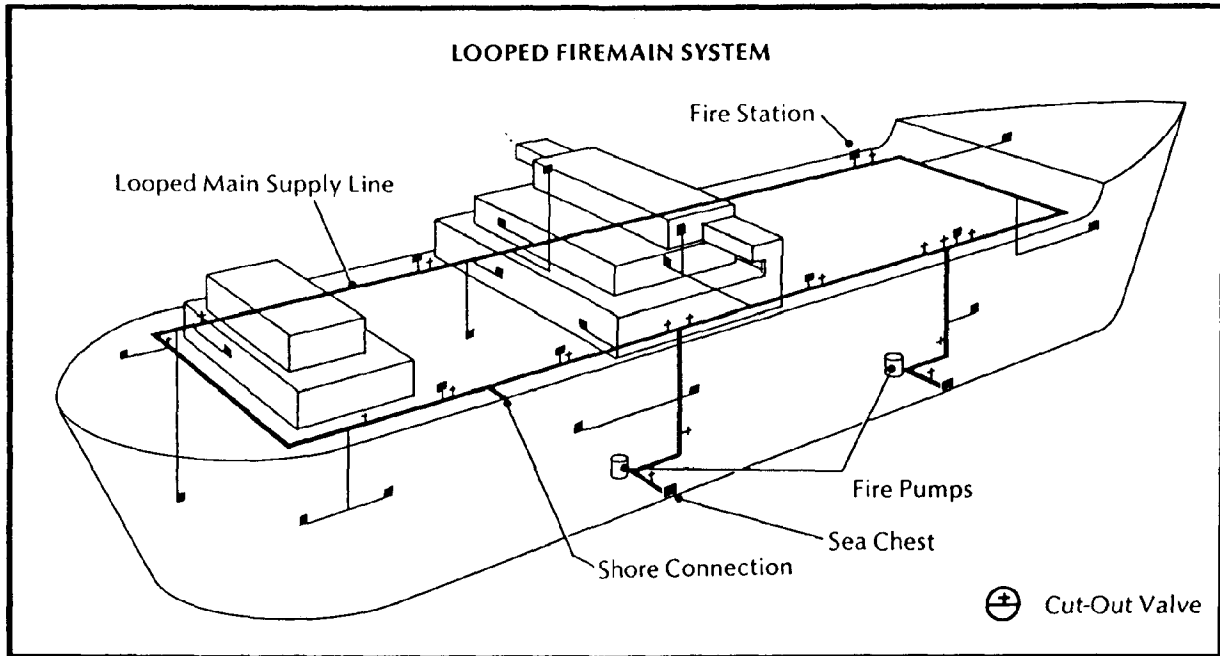 LOOPED FIREMAIN SYSTEM
Fire Station
Looped Main Supply Line
Fire Pumps
Sea Chest
Shore Connection
Cut-Out Valve